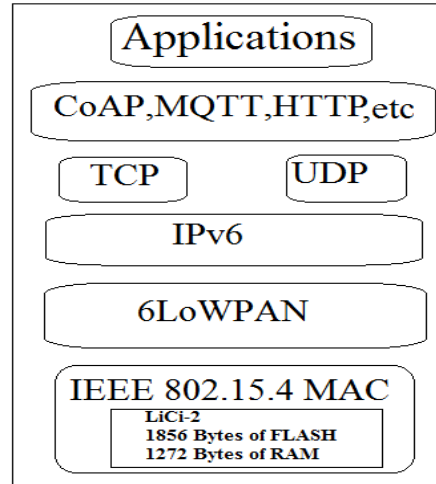 Applications
CoAP,MQTT,HTTP,etc
TCP
UDP
IPv6
6LoWPAN
IEEE 802.15.4 MAC
LiCi-2
1856 Bytes of FLASH
1272 Bytes of RAM